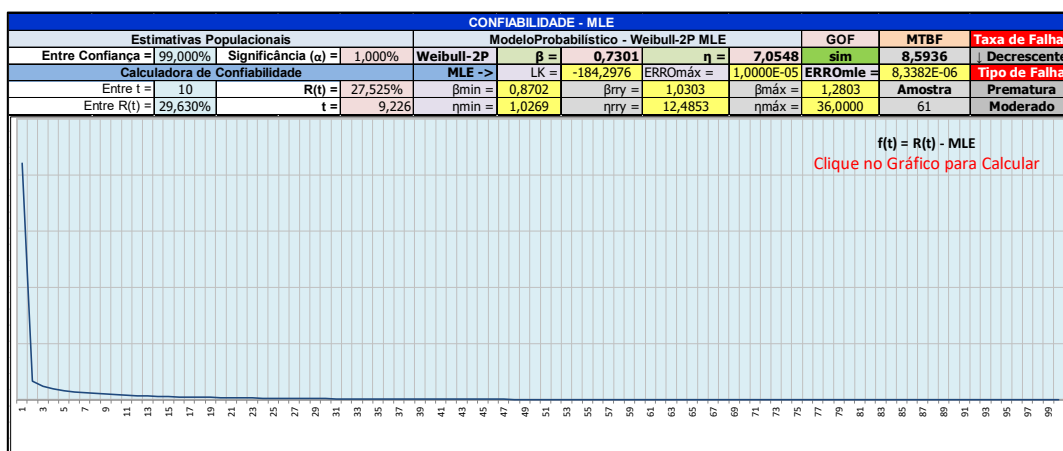 CONFIABILIDADE - MLE
Estimativas Populacionais ModeloProbabilístico - Weibull-2P MLE GOF MTBF Taxa de Falha
Entre Confiança = 99,000% Significância (α) = 1,000% Weibull-2P β = 0,7301 η = 7,0548 sim 8,5936 ↓ Decrescente
Calculadora de Confiabilidade MLE -> LK = -184,2976 ERROmáx = 1,0000E-05 ERROmle = 8,3382E-06 Tipo de Falha
Entre t = 10 R(t) = 27,525% βmin = 0,8702 βrry = 1,0303 βmáx = 1,2803 Amostra Prematura
Entre R(t) = 29,630% t = 9,226 ηmin = 1,0269 ηrry = 12,4853 ηmáx = 36,0000 61 Moderado
f(t) = R(t) - MLE
Clique no Gráfico para Calcular
1 3 5 7 9 11 13 15 17 19 21 23 25 27 29 31 33 35 37 39 41 43 45 47 49 51 53 55 57 59 61 63 65 67 69 71 73 75 77 79 81 83 85 87 89 91 93 95 97 99